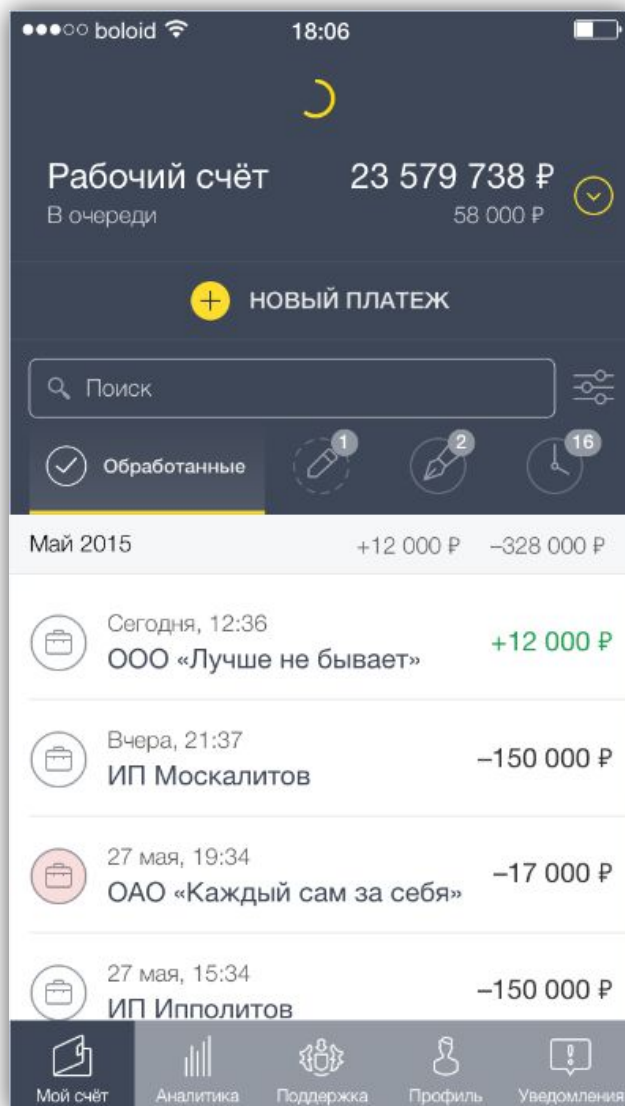 boloid 18:06
Рабочий счёт 23 579 738 ₽
В очереди 58 000 ₽
НОВЫЙ ПЛАТЕЖ
Поиск
Обработанные 1 2 16
Май 2015 +12 000 ₽ –328 000 ₽
Сегодня, 12:36
ООО «Лучше не бывает» +12 000 ₽
Вчера, 21:37
ИП Москалитов –150 000 ₽
27 мая, 19:34
ОАО «Каждый сам за себя» –17 000 ₽
27 мая, 15:34
ИП Ипполитов –150 000 ₽
Мой счёт Аналитика Поддержка Профиль Уведомления